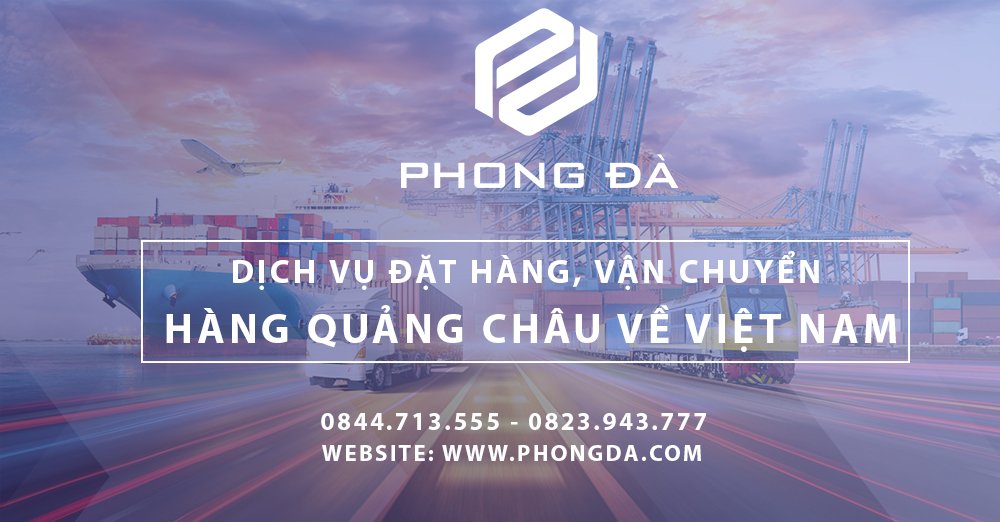 PHONG ĐÀ
DỊCH VỤ ĐẶT HÀNG, VẬN CHUYỂN
HÀNG QUẢNG CHÂU VỀ VIỆT NAM
0844.713.555 - 0823.943.777
WEBSITE: WWW.PHONGDA.COM